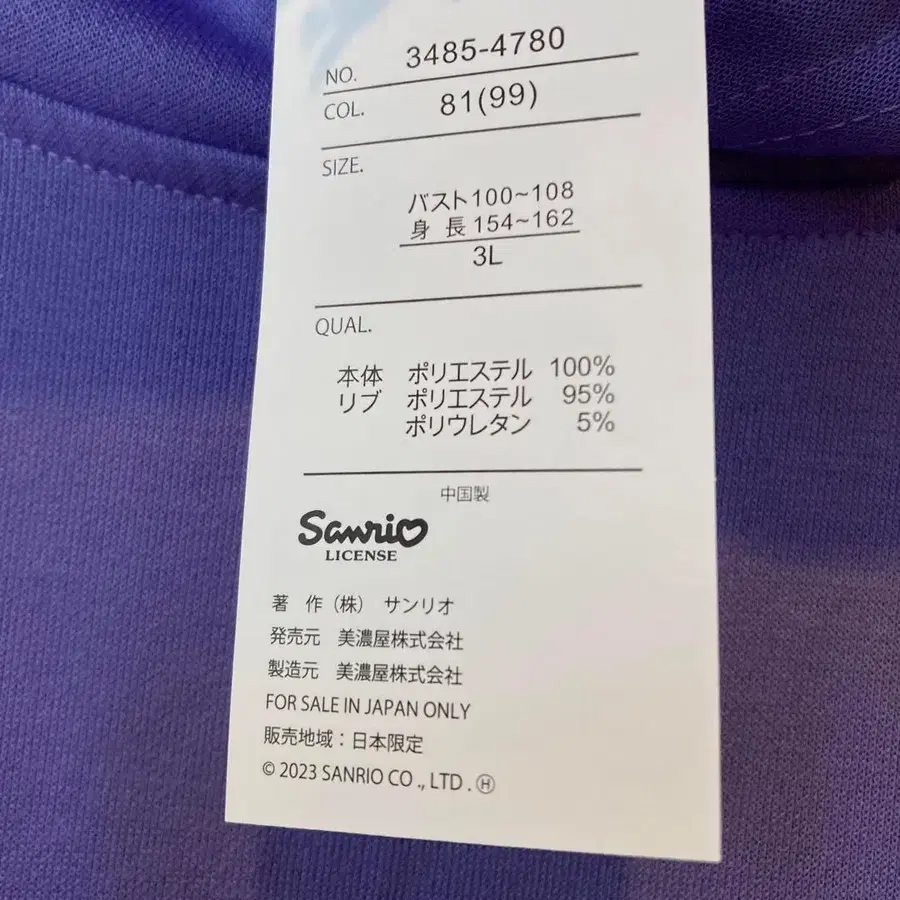 NO. 3485-4780
COL. 81(99)
SIZE.
バスト100~108
身 長 154~162
3L
QUAL.
本体 ポリエステル 100%
リブ ポリエステル 95%
ポリウレタン 5%
中国製
Sanrio
LICENSE
著 作(株) サンリオ
発売元 美濃屋株式会社
製造元 美濃屋株式会社
FOR SALE IN JAPAN ONLY
販売地域:日本限定
© 2023 SANRIO CO ., LTD . Ⓗ